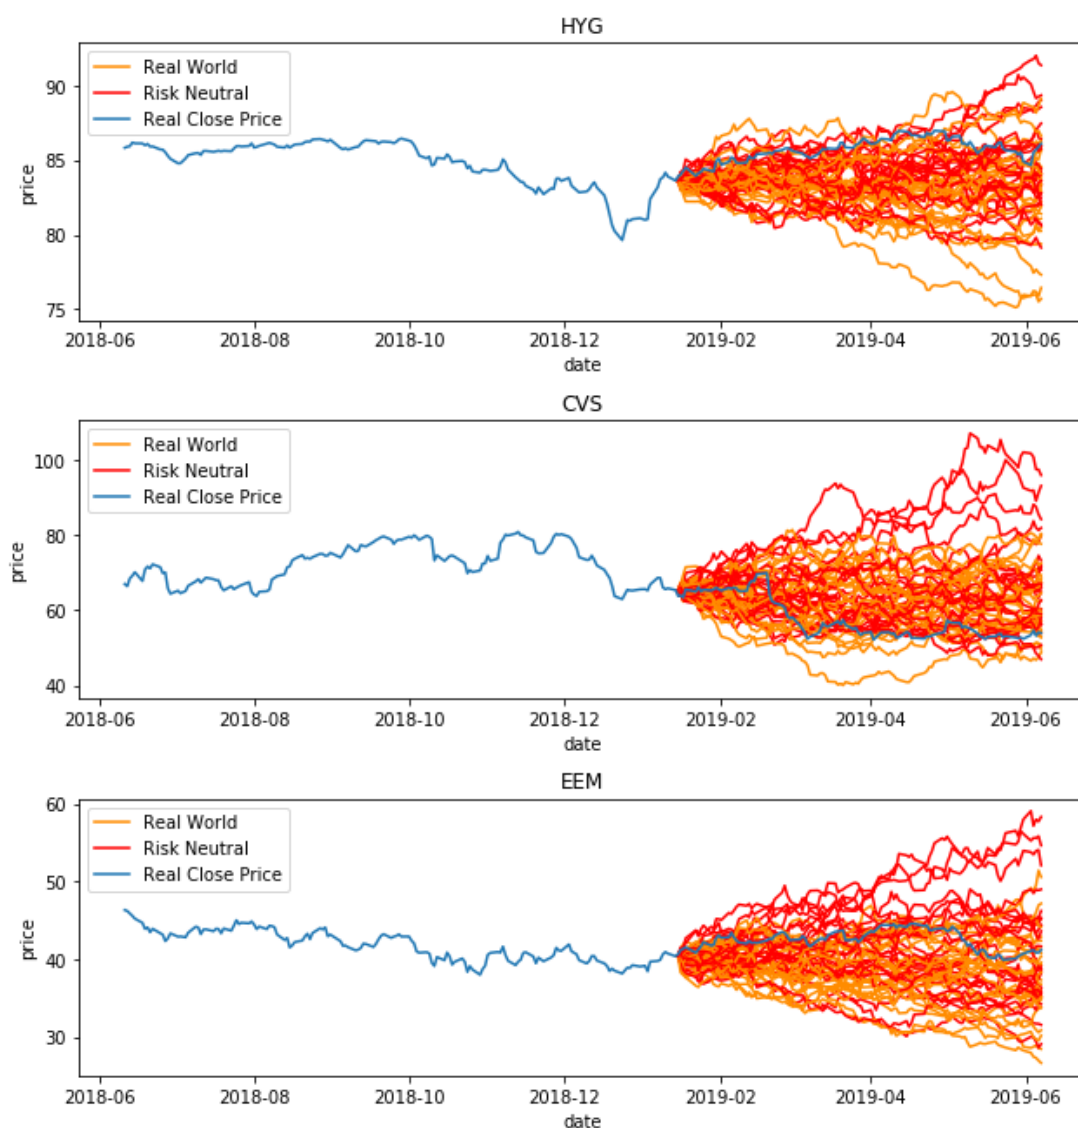 HYG
Real World
Risk Neutral
Real Close Price
90
85
80
75
price
2018-06 2018-08 2018-10 2018-12 2019-02 2019-04 2019-06
date
CVS
Real World
Risk Neutral
Real Close Price
100
80
60
40
price
2018-06 2018-08 2018-10 2018-12 2019-02 2019-04 2019-06
date
EEM
Real World
Risk Neutral
Real Close Price
60
50
40
30
price
2018-06 2018-08 2018-10 2018-12 2019-02 2019-04 2019-06
date